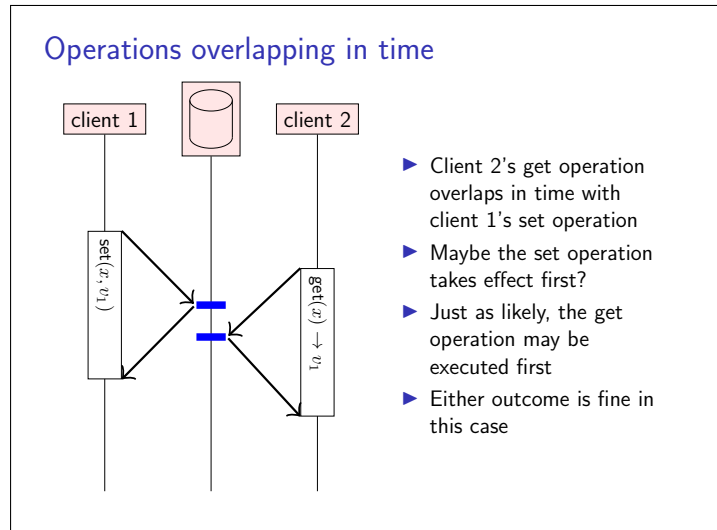 Operations overlapping in time
client 1
client 2
set(x, v₁)
get(x) → v₁
▶ Client 2's get operation
overlaps in time with
client 1's set operation
▶ Maybe the set operation
takes effect first?
▶ Just as likely, the get
operation may be
executed first
▶ Either outcome is fine in
this case